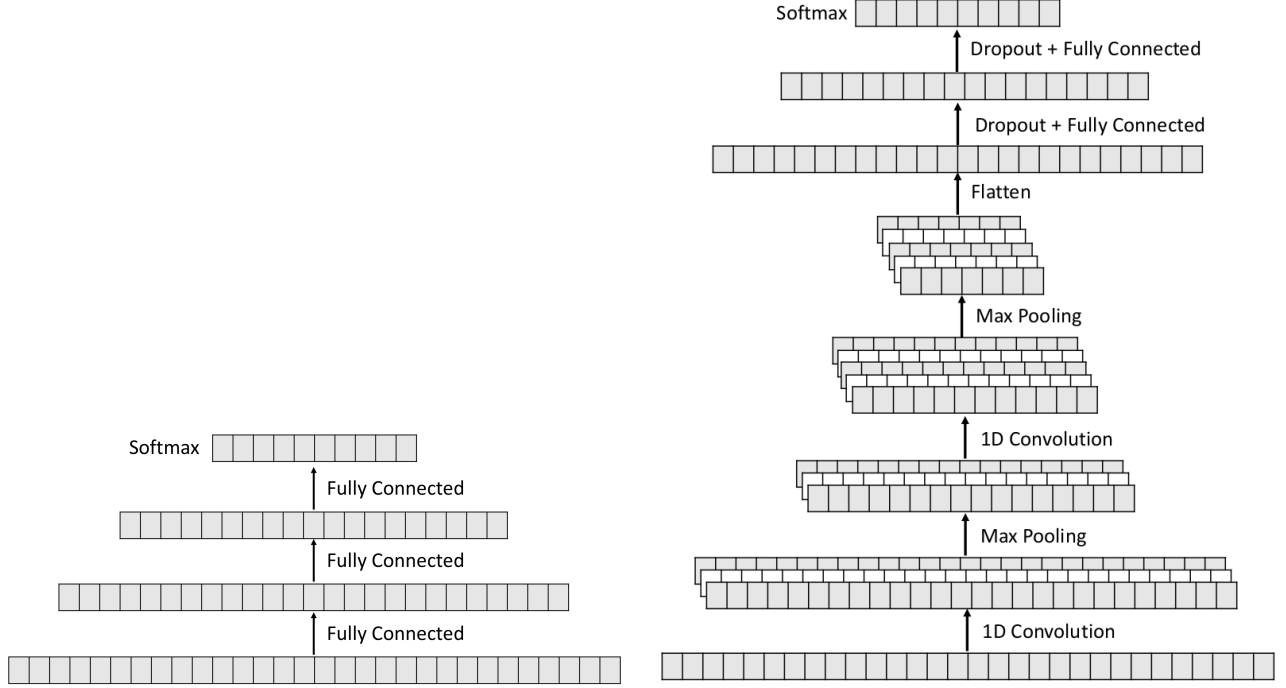 Softmax
Fully Connected
Fully Connected
Fully Connected
Softmax
Dropout + Fully Connected
Dropout + Fully Connected
Flatten
Max Pooling
1D Convolution
Max Pooling
1D Convolution